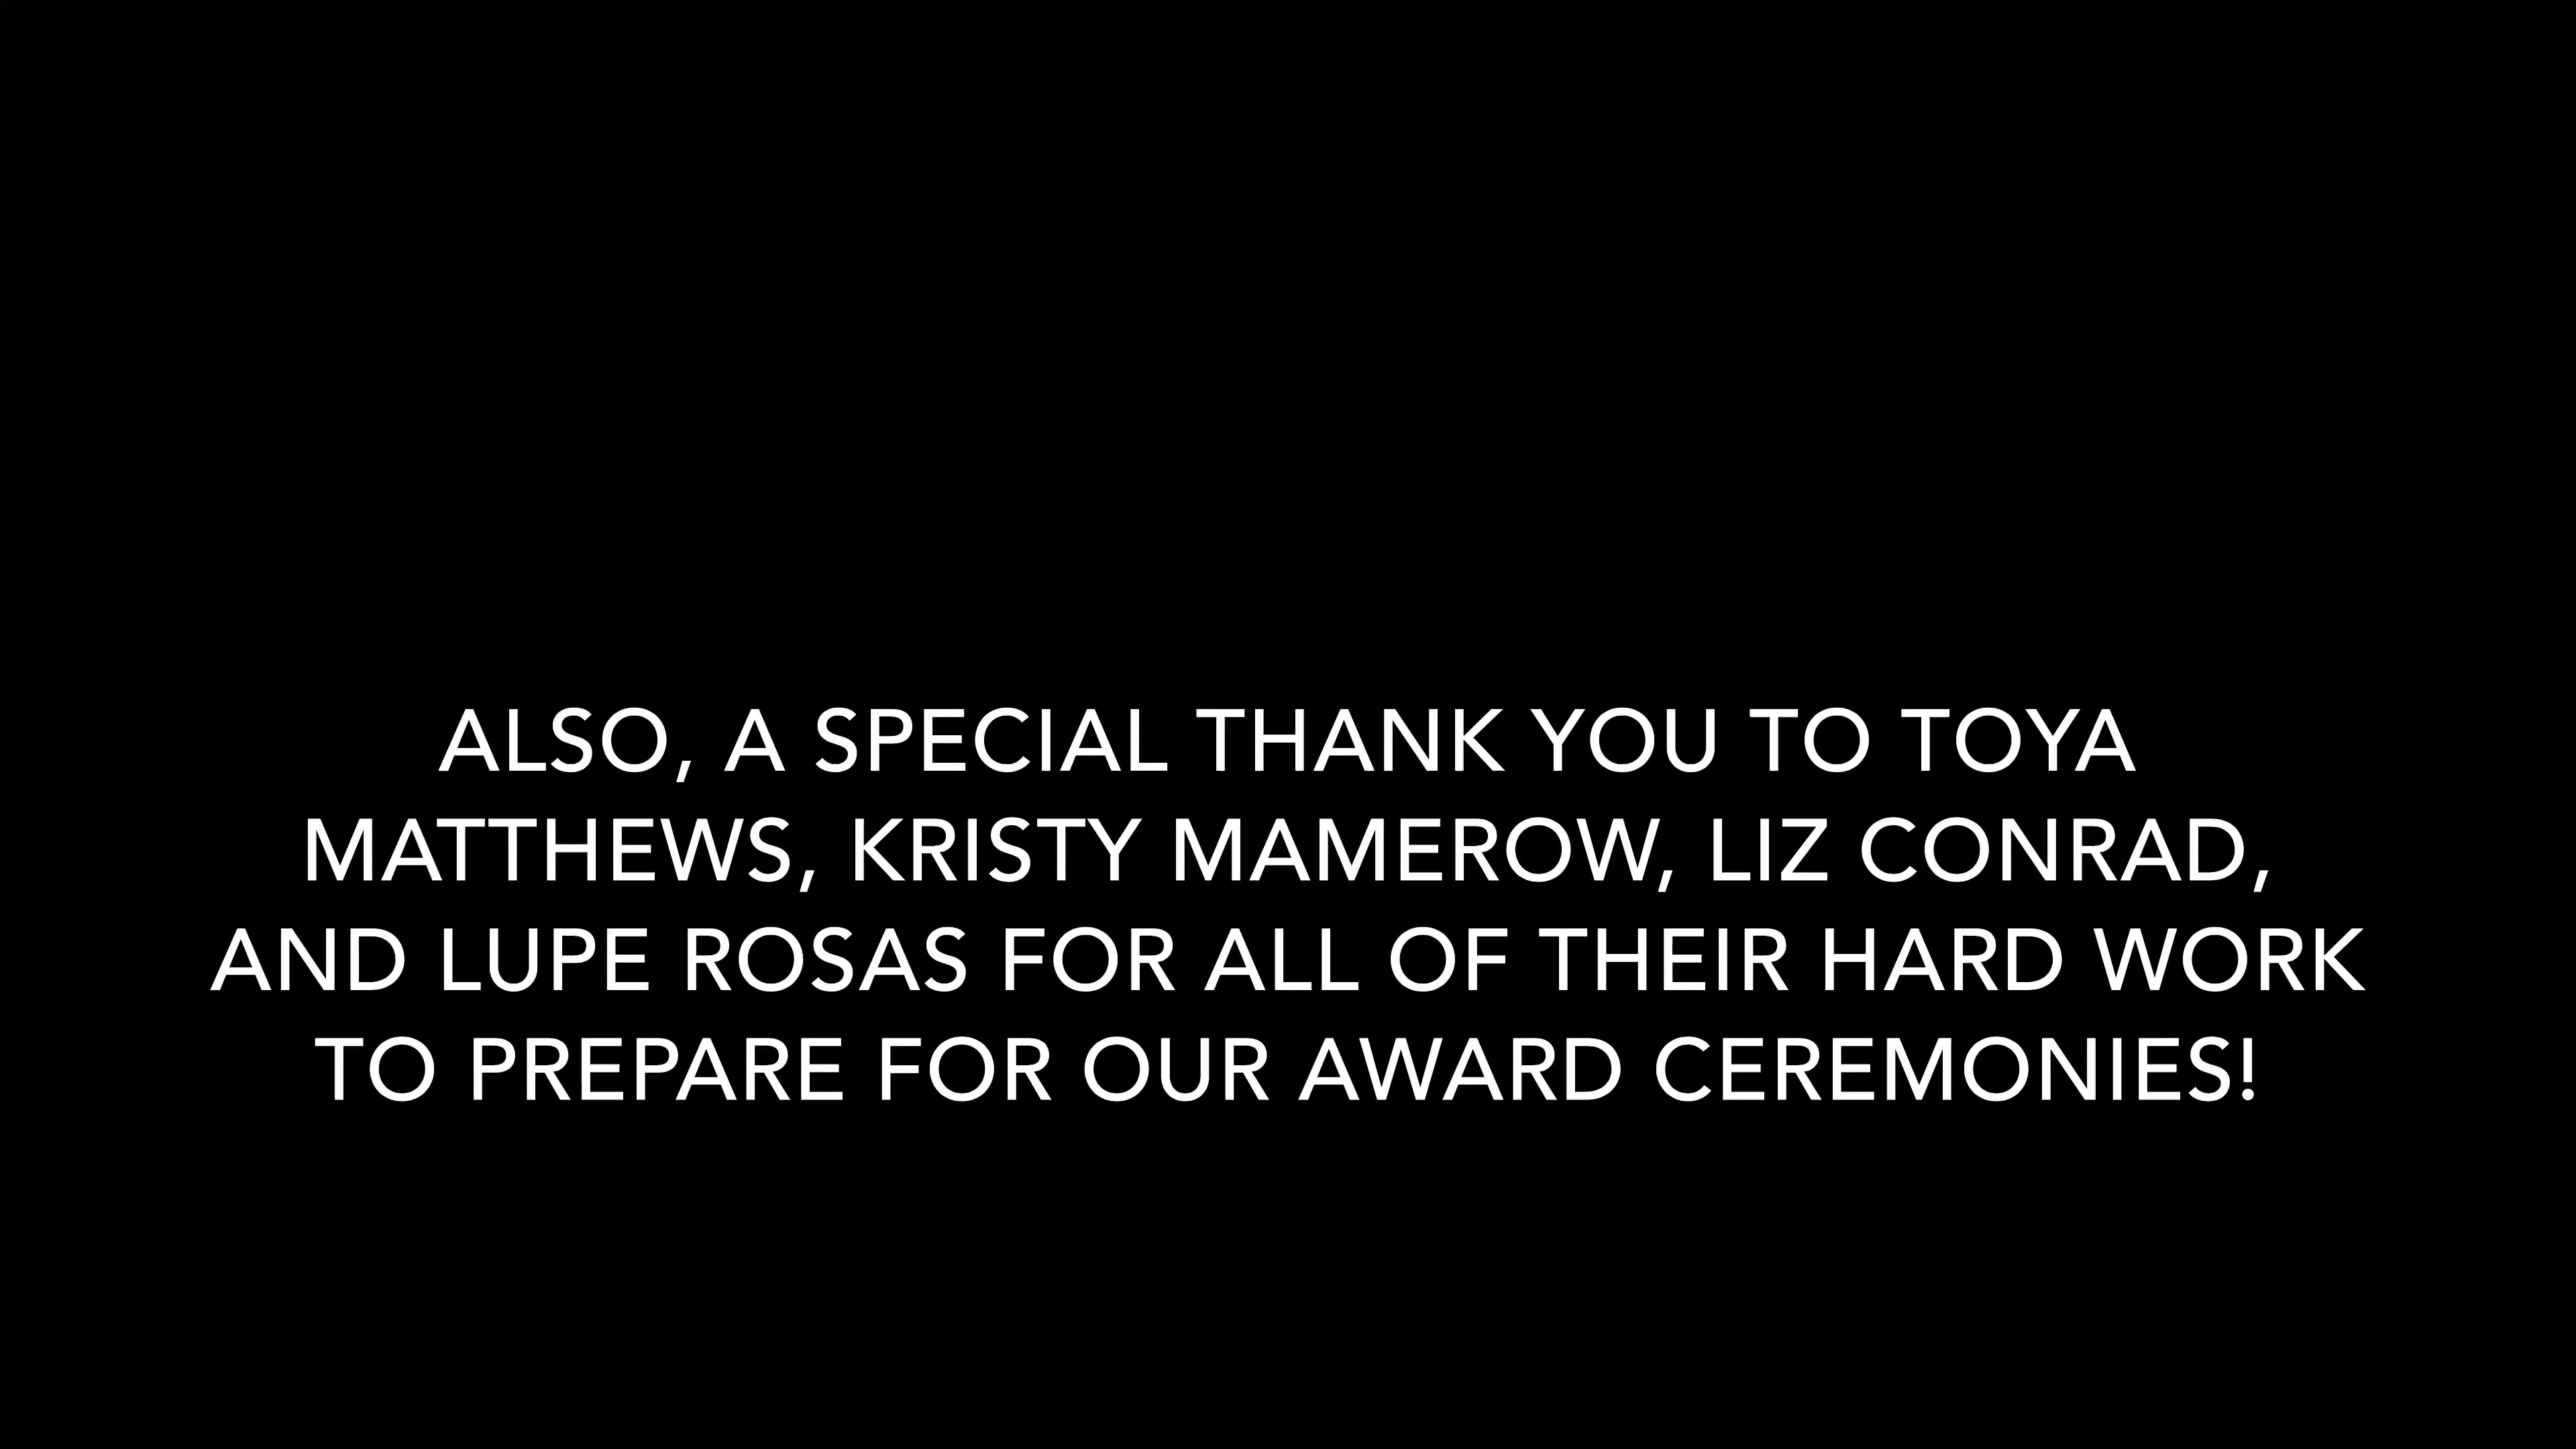 ALSO, A SPECIAL THANK YOU TO TOYA
MATTHEWS, KRISTY MAMEROW, LIZ CONRAD,
AND LUPE ROSAS FOR ALL OF THEIR HARD WORK
TO PREPARE FOR OUR AWARD CEREMONIES!